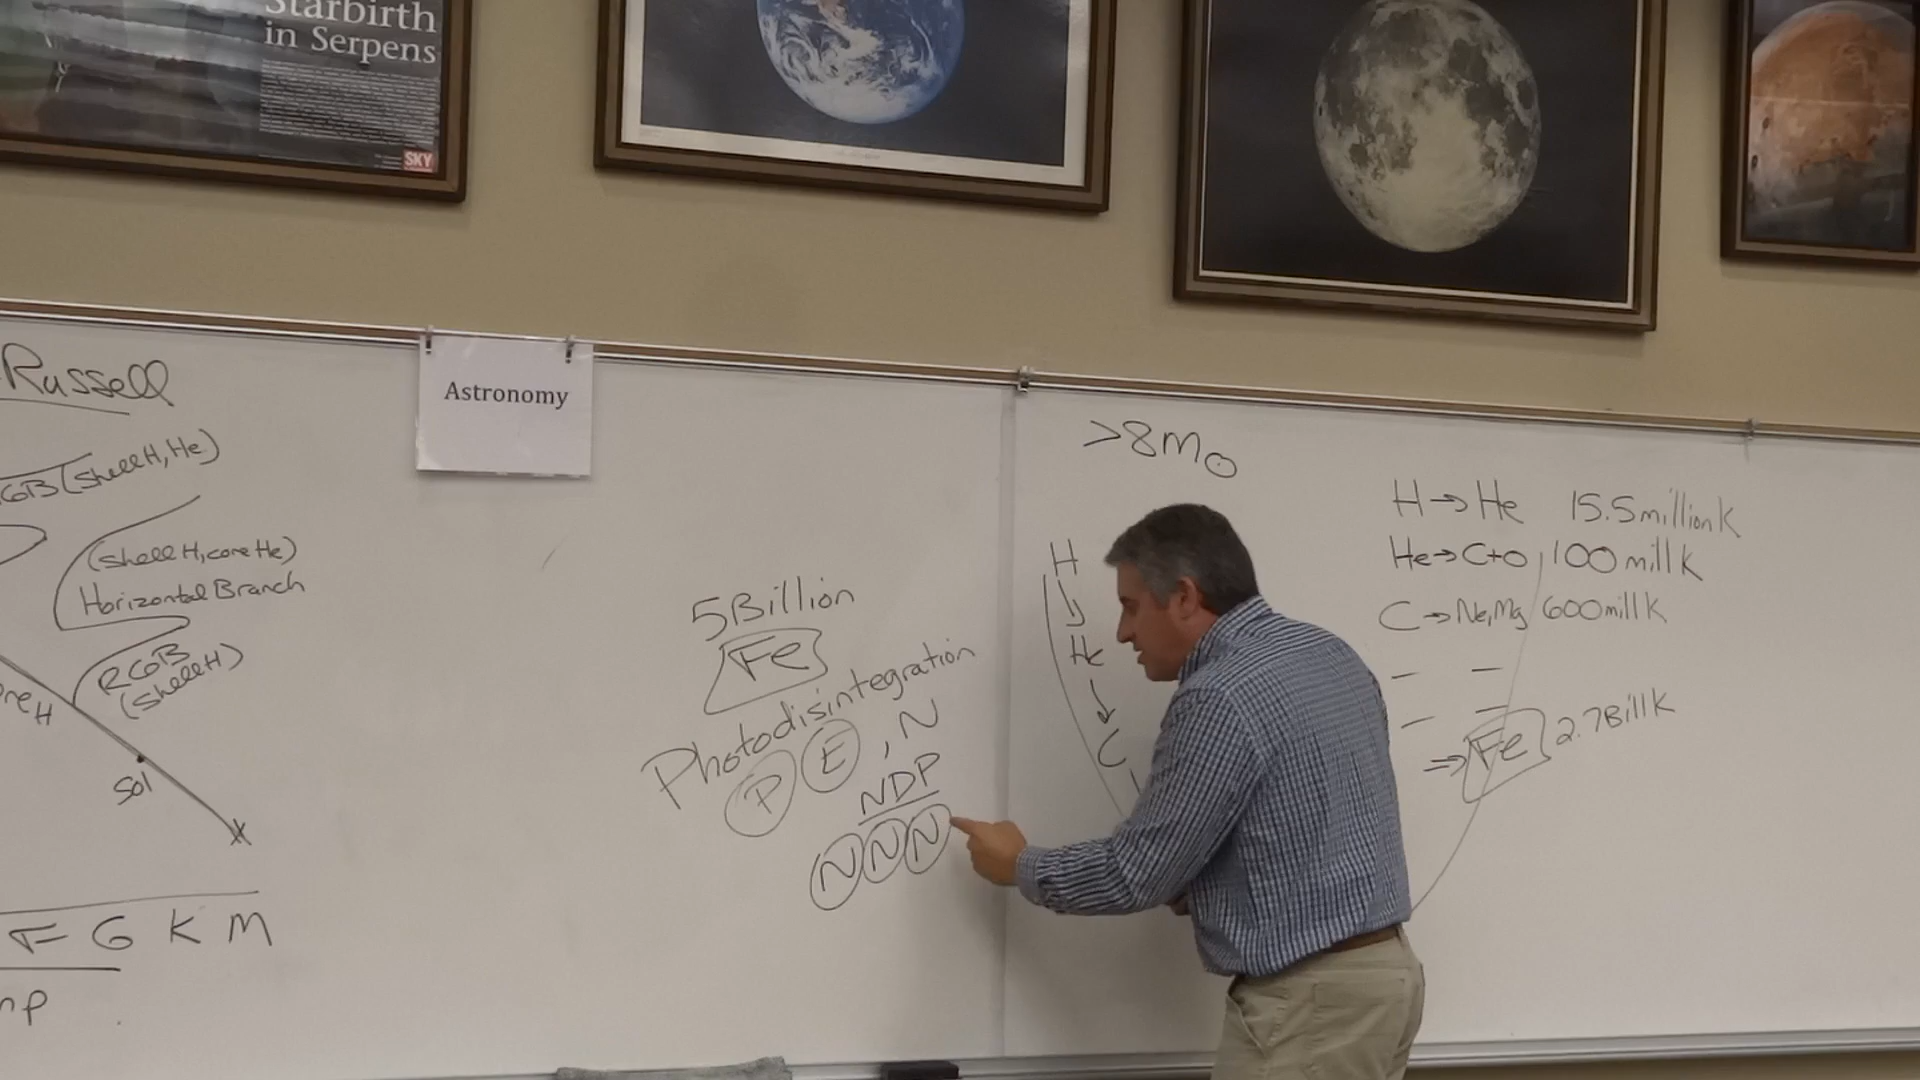 Starbirth
in Serpens
SKY
Astronomy
Russell
(shell H, He)
(shell H, core He)
Horizontal Branch
RGB
(shell H)
H
Sol
F G K M
5 Billion
Fe
Photodisintegration
P E , N
NDP
N N N
>8M⊙
H
He
C
H→He 15.5 million K
He→C+O 100 mill K
C→Ne, Mg 600 mill K
– –
– –
⇒ Fe 2.7 Bill K